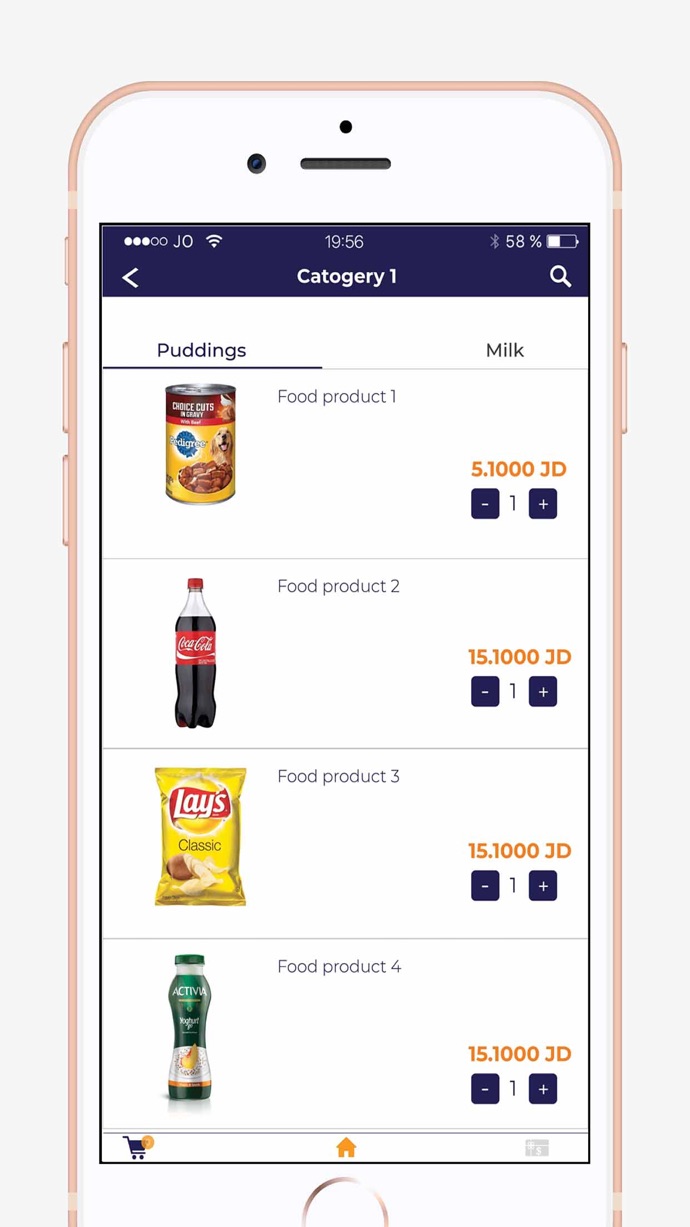 JO
19:56
58 %
Catogery 1
Puddings
Milk
CHOICE CUTS
IN GRAVY
With Beef
Pedigree
Food product 1
5.1000 JD
- 1 +
Coca-Cola
Food product 2
15.1000 JD
- 1 +
Lay's
Classic
Food product 3
15.1000 JD
- 1 +
ACTIVIA
Yoghurt
Food product 4
15.1000 JD
- 1 +